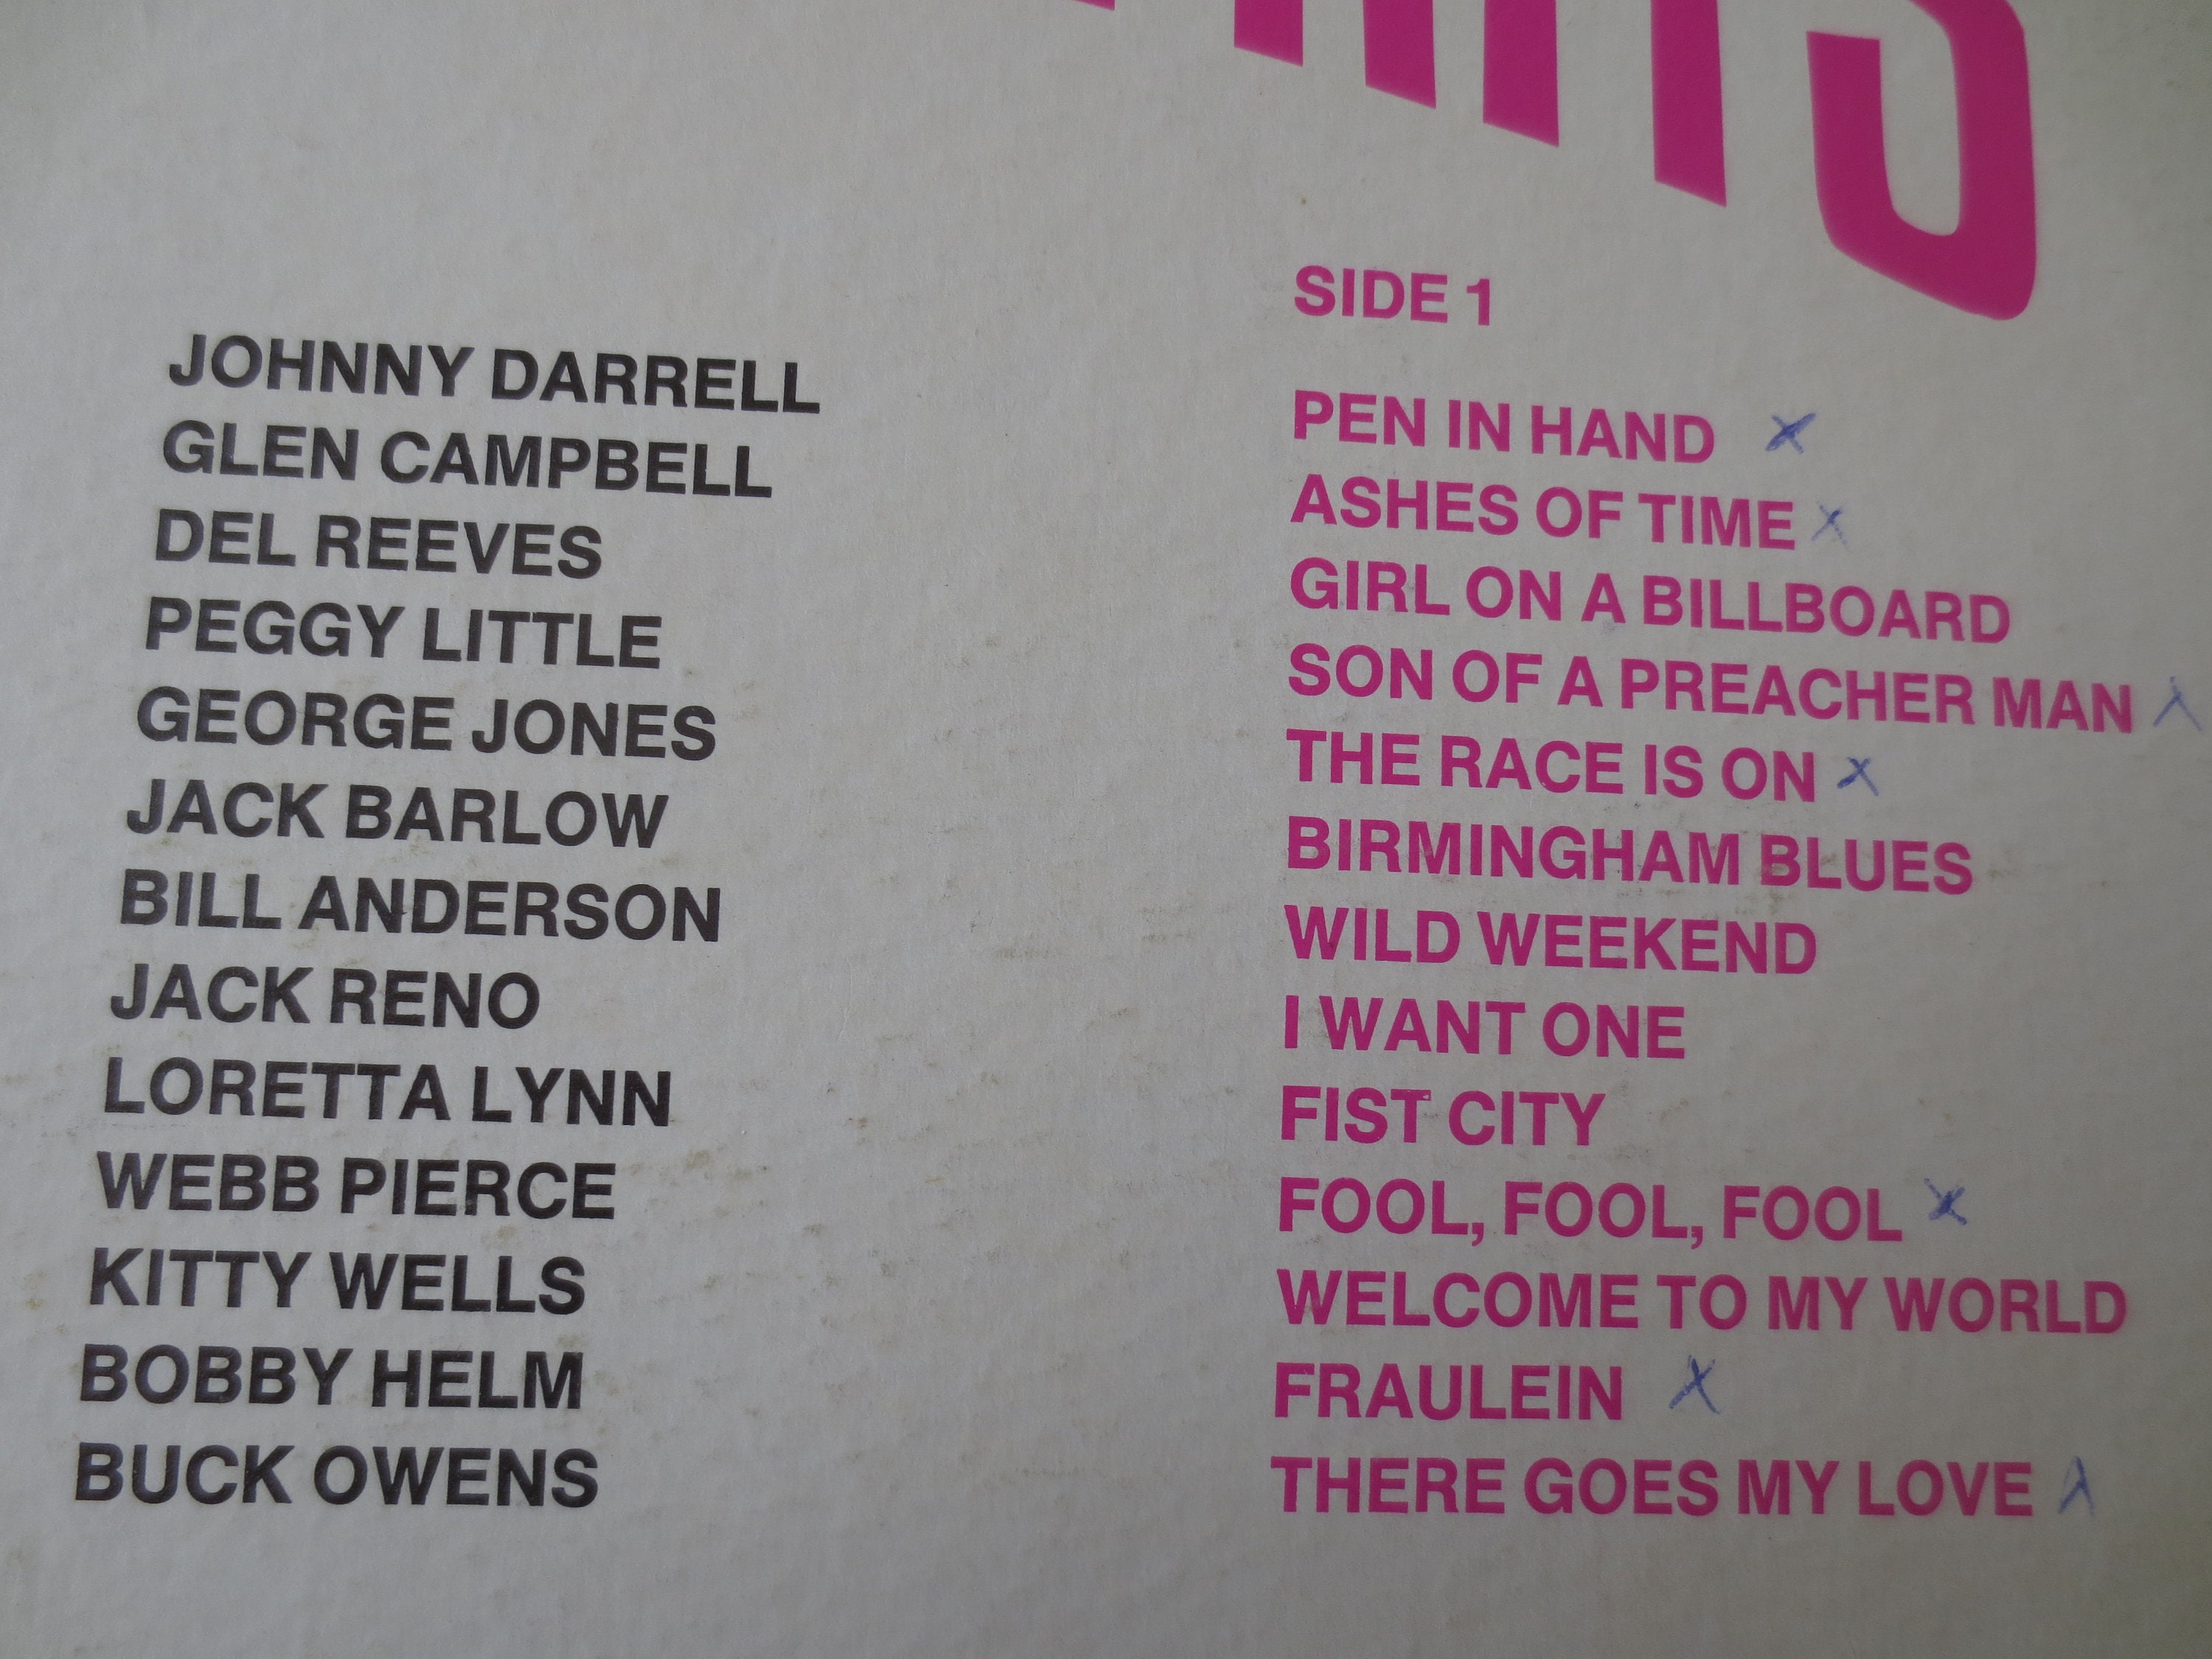 SIDE 1
JOHNNY DARRELL PEN IN HAND X
GLEN CAMPBELL ASHES OF TIME X
DEL REEVES GIRL ON A BILLBOARD
PEGGY LITTLE SON OF A PREACHER MAN X
GEORGE JONES THE RACE IS ON X
JACK BARLOW BIRMINGHAM BLUES
BILL ANDERSON WILD WEEKEND
JACK RENO I WANT ONE
LORETTA LYNN FIST CITY
WEBB PIERCE FOOL, FOOL, FOOL X
KITTY WELLS WELCOME TO MY WORLD
BOBBY HELM FRAULEIN X
BUCK OWENS THERE GOES MY LOVE X